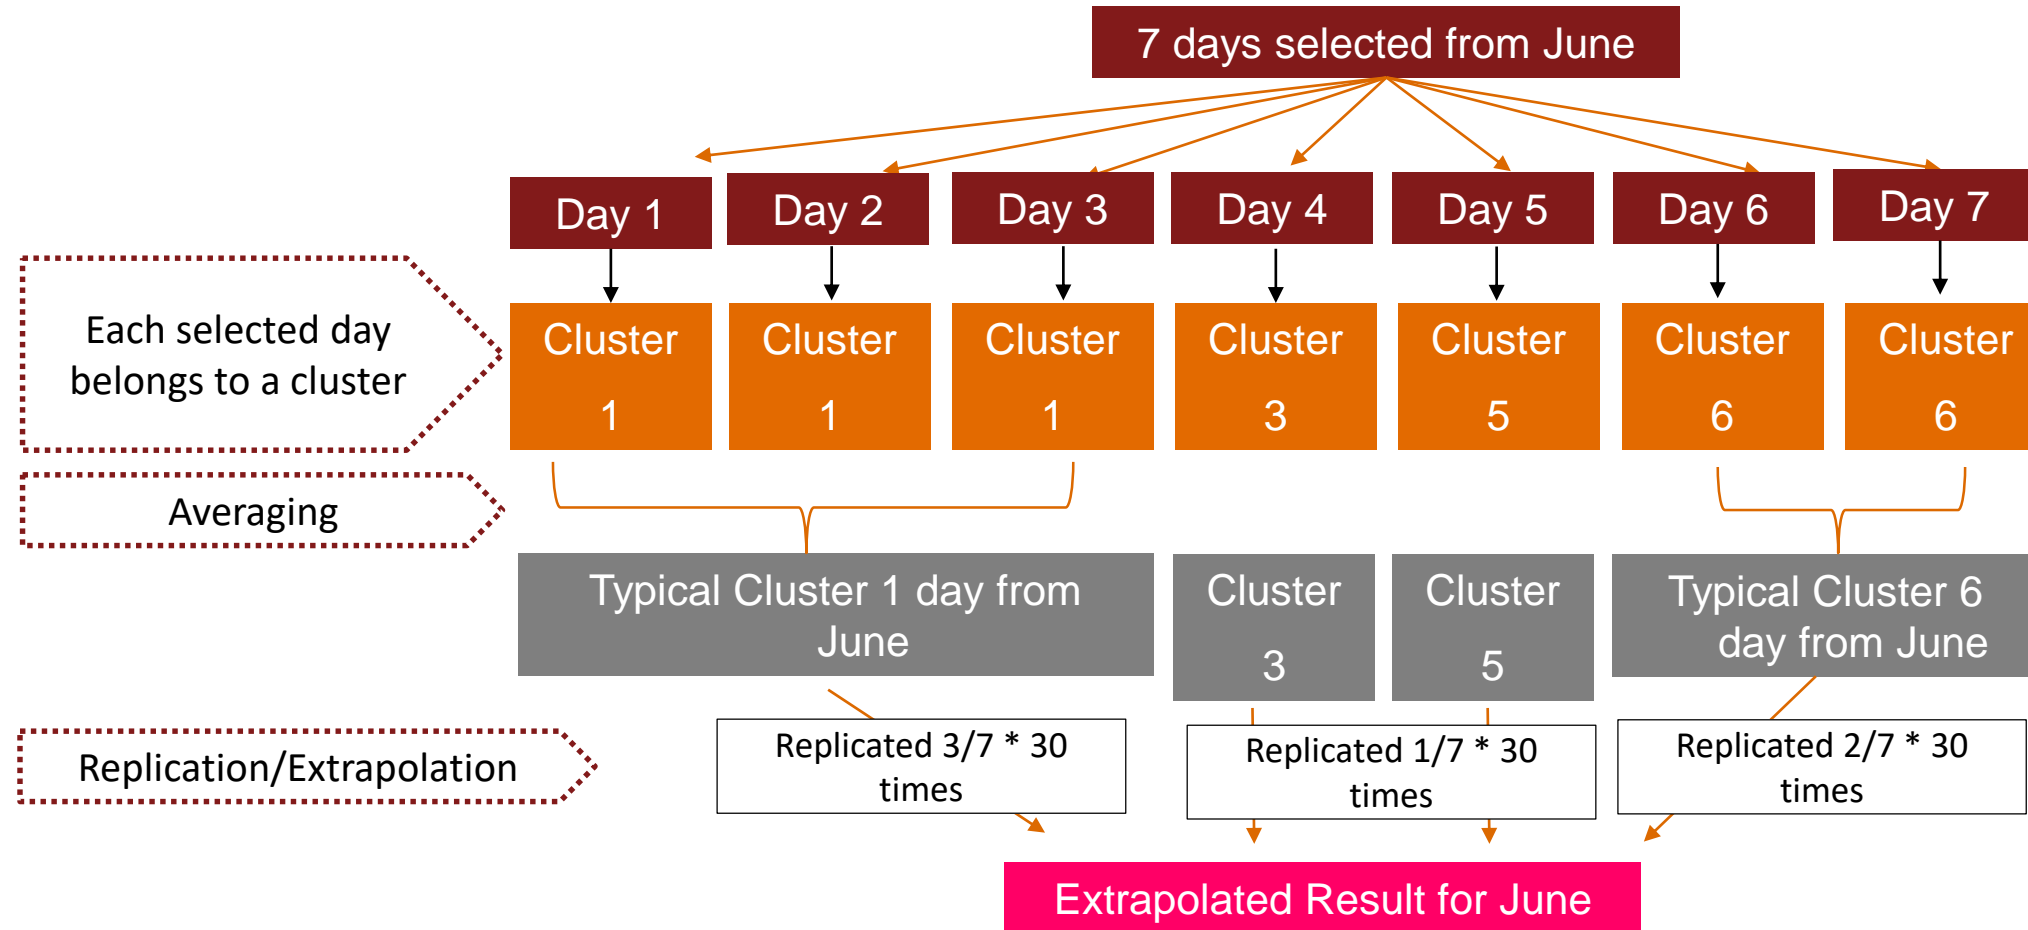 7 days selected from June
Day 1
Day 2
Day 3
Day 4
Day 5
Day 6
Day 7
Each selected day
belongs to a cluster
Cluster
1
Cluster
1
Cluster
1
Cluster
3
Cluster
5
Cluster
6
Cluster
6
Averaging
Typical Cluster 1 day from
June
Cluster
3
Cluster
5
Typical Cluster 6
day from June
Replication/Extrapolation
Replicated 3/7 * 30
times
Replicated 1/7 * 30
times
Replicated 2/7 * 30
times
Extrapolated Result for June